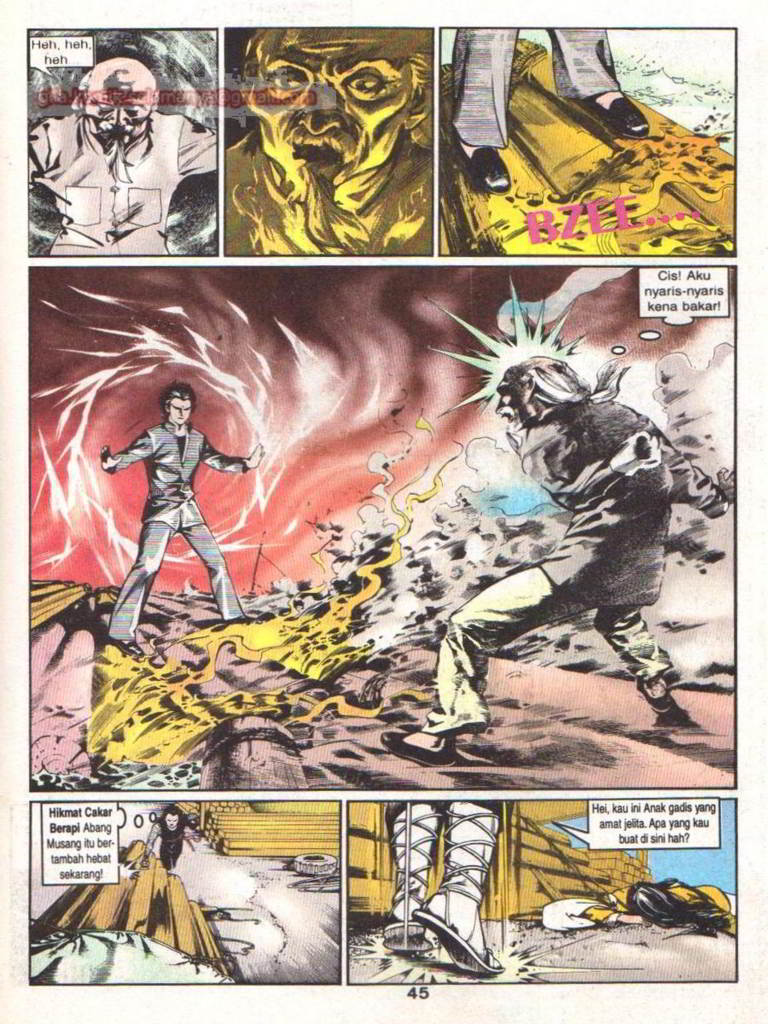 Heh, heh,
heh
BZEE....
Cis! Aku
nyaris-nyaris
kena bakar!
Hikmat Cakar
Berapi Abang
Musang itu ber-
tambah hebat
sekarang!
Hei, kau ini Anak gadis yang
amat jelita. Apa yang kau
buat di sini hah?
45